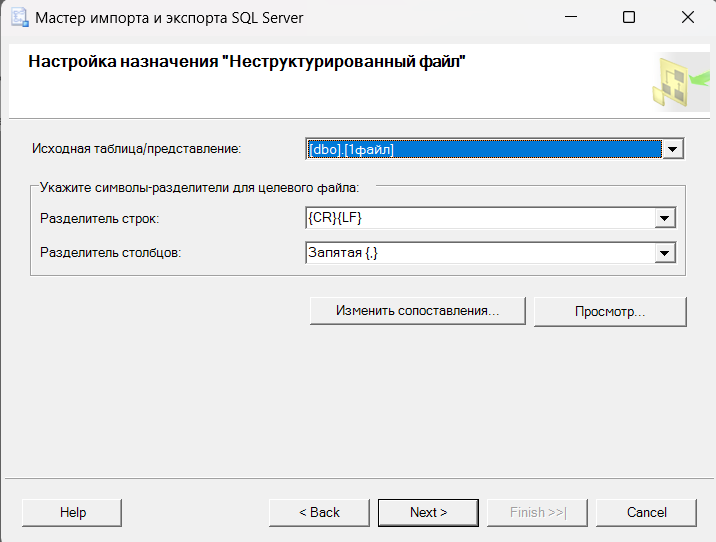 Мастер импорта и экспорта SQL Server
Настройка назначения "Неструктурированный файл"
Исходная таблица/представление:
[dbo].[1файл]
Укажите символы-разделители для целевого файла:
Разделитель строк:
{CR}{LF}
Разделитель столбцов:
Запятая {,}
Изменить сопоставления...
Просмотр...
Help
< Back
Next >
Finish >>|
Cancel